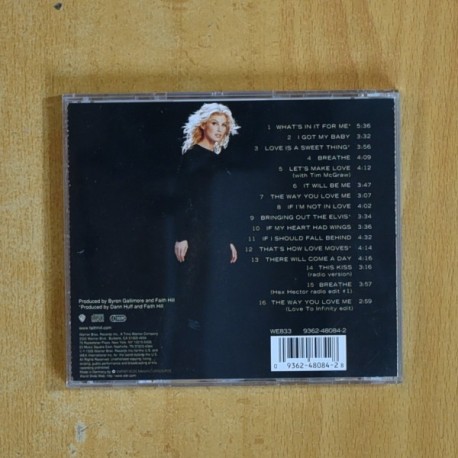 1 WHAT'S IN IT FOR ME* 5:36
2 I GOT MY BABY 3:32
3 LOVE IS A SWEET THING* 3:56
4 BREATHE 4:09
5 LET'S MAKE LOVE 4:12
(with Tim McGraw)
6 IT WILL BE ME 3:47
7 THE WAY YOU LOVE ME 3:07
8 IF I'M NOT IN LOVE 4:02
9 BRINGING OUT THE ELVIS* 3:34
10 IF MY HEART HAD WINGS 3:36
11 IF I SHOULD FALL BEHIND 4:32
12 THAT'S HOW LOVE MOVES* 4:14
13 THERE WILL COME A DAY 4:16
14 THIS KISS 3:16
(radio version)
15 BREATHE 3:57
(Hex Hector radio edit #1)
16 THE WAY YOU LOVE ME 2:59
(Love To Infinity edit)
Produced by Byron Gallimore and Faith Hill
*Produced by Dann Huff and Faith Hill
www.faithhill.com
WE833 9362-48084-2
0 9362-48084-2 8